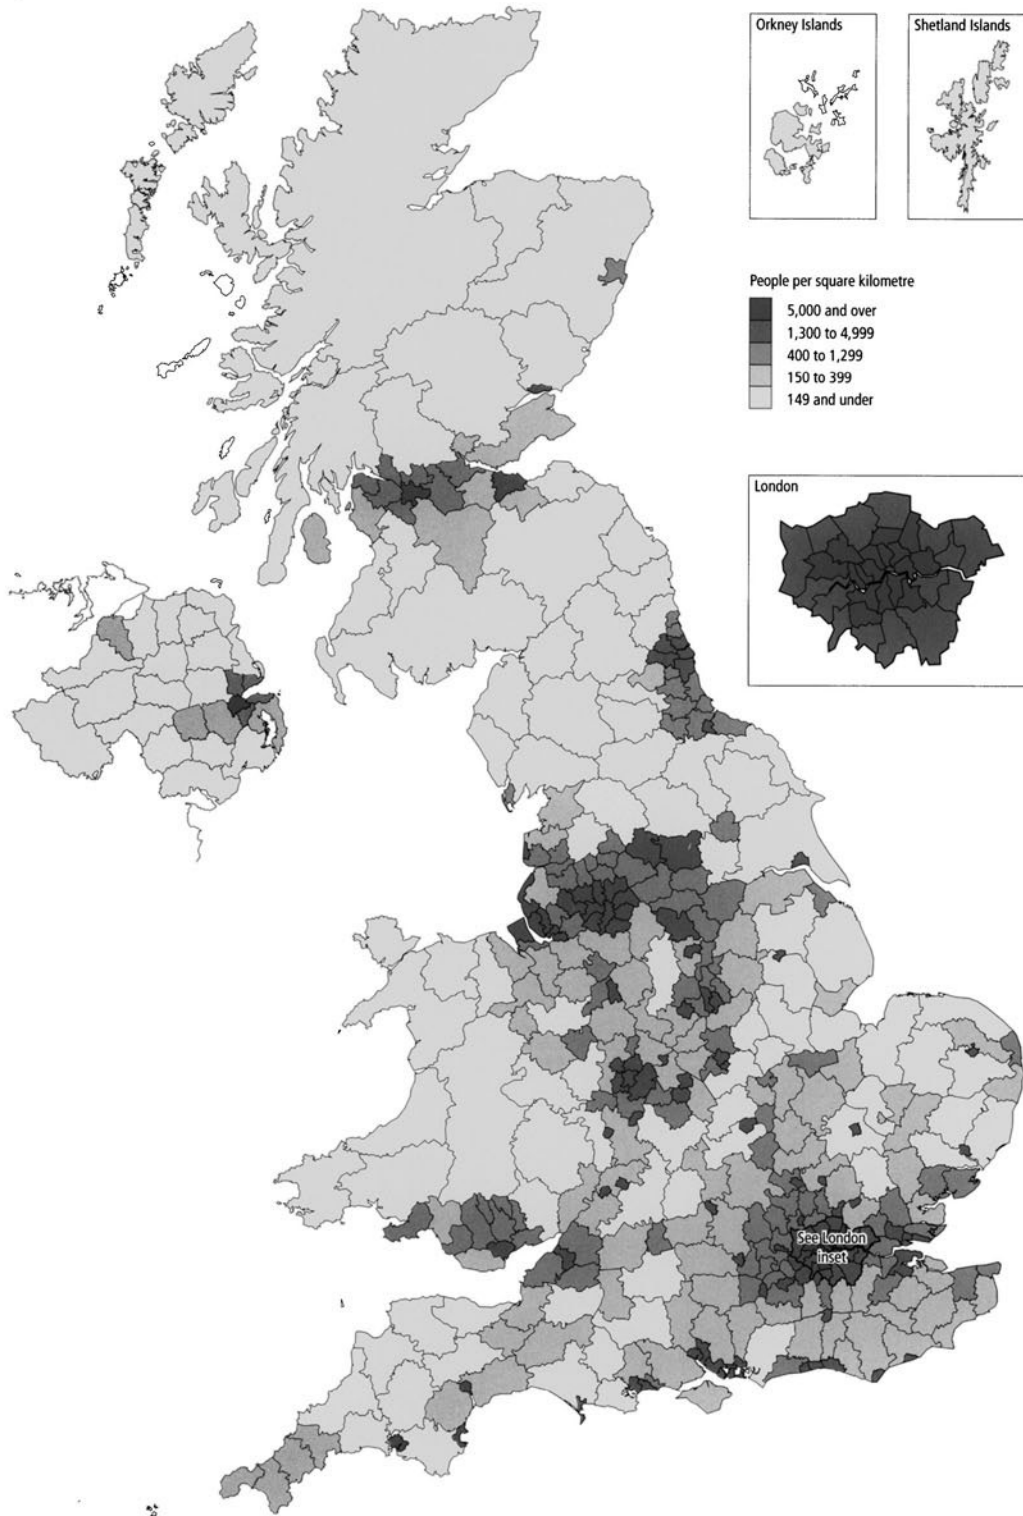 Orkney Islands
Shetland Islands
People per square kilometre
5,000 and over
1,300 to 4,999
400 to 1,299
150 to 399
149 and under
London
See London
inset